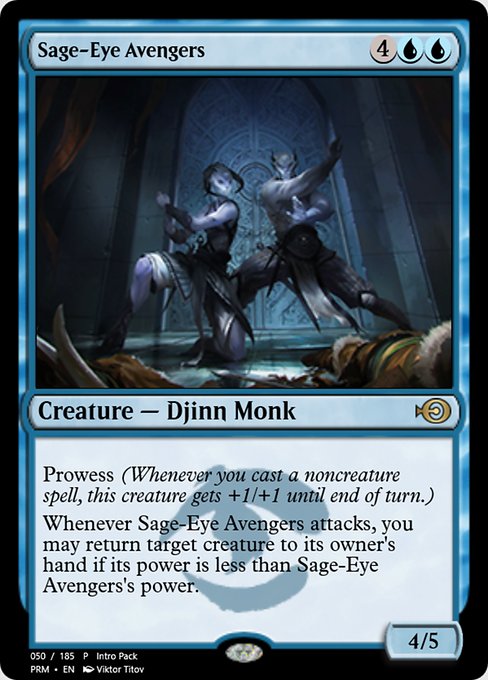 Sage-Eye Avengers 4
Creature — Djinn Monk
Prowess (Whenever you cast a noncreature
spell, this creature gets +1/+1 until end of turn.)
Whenever Sage-Eye Avengers attacks, you
may return target creature to its owner's
hand if its power is less than Sage-Eye
Avengers's power.
4/5
050 / 185 P Intro Pack
PRM • EN Viktor Titov